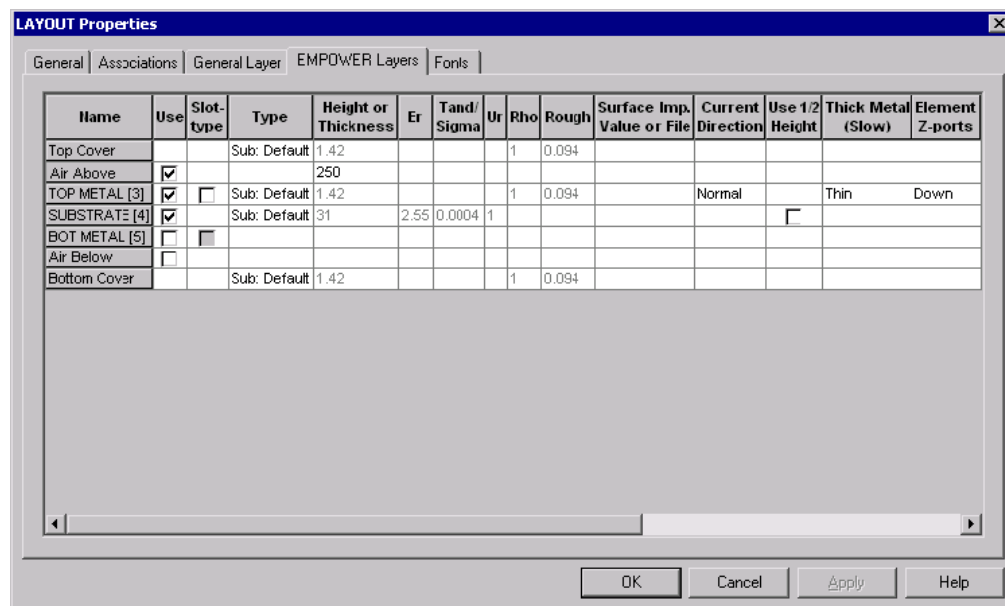 LAYOUT Properties
General Associations General Layer EMPOWER Layers Fonts
Name Use Slot-type Type Height or Thickness Er Tand/Sigma Ur Rho Rough Surface Imp. Value or File Current Direction Use 1/2 Height Thick Metal (Slow) Element Z-ports
Top Cover Sub: Default 1.42 1 0.094
Air Above 250
TOP METAL [3] Sub: Default 1.42 1 0.094 Normal Thin Down
SUBSTRATE [4] Sub: Default 31 2.55 0.0004 1
BOT METAL [5]
Air Below
Bottom Cover Sub: Default 1.42 1 0.094
OK Cancel Apply Help